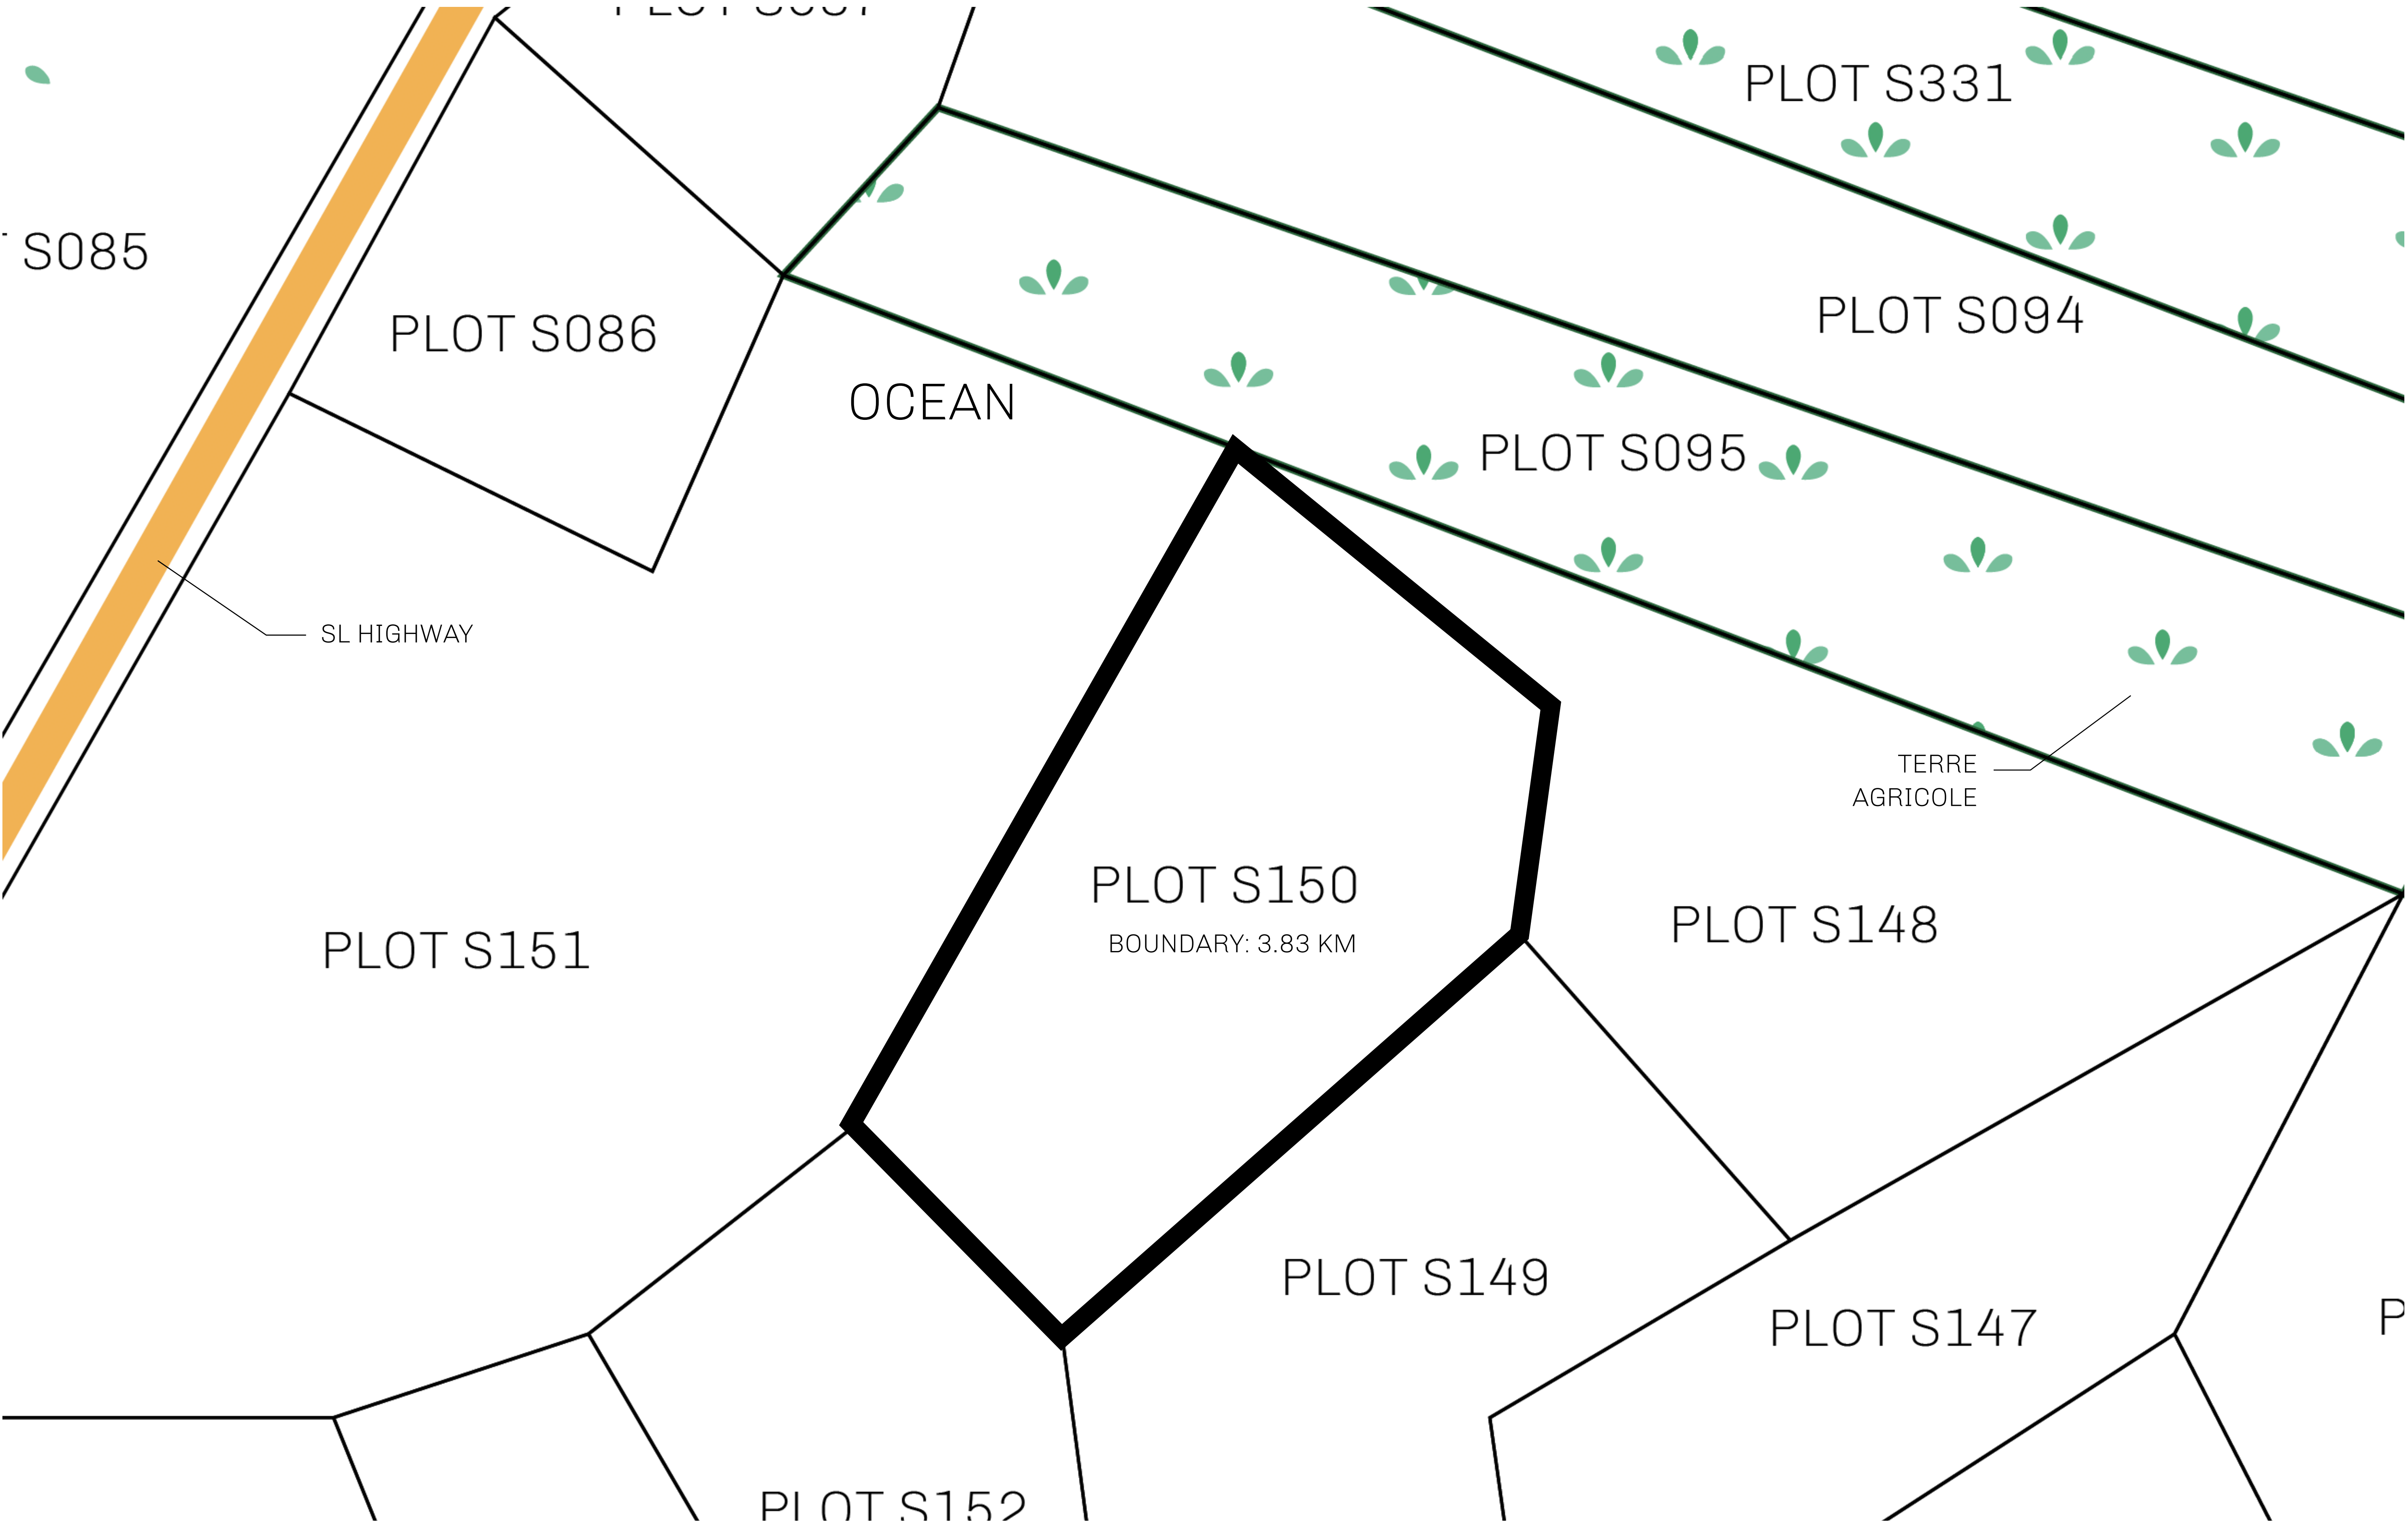 PLOT S331
S085
PLOT S094
PLOT S086
OCEAN
PLOT S095
SL HIGHWAY
TERRE
AGRICOLE
PLOT S150
BOUNDARY: 3.83 KM
PLOT S148
PLOT S151
PLOT S149
PLOT S147
PLOT S152